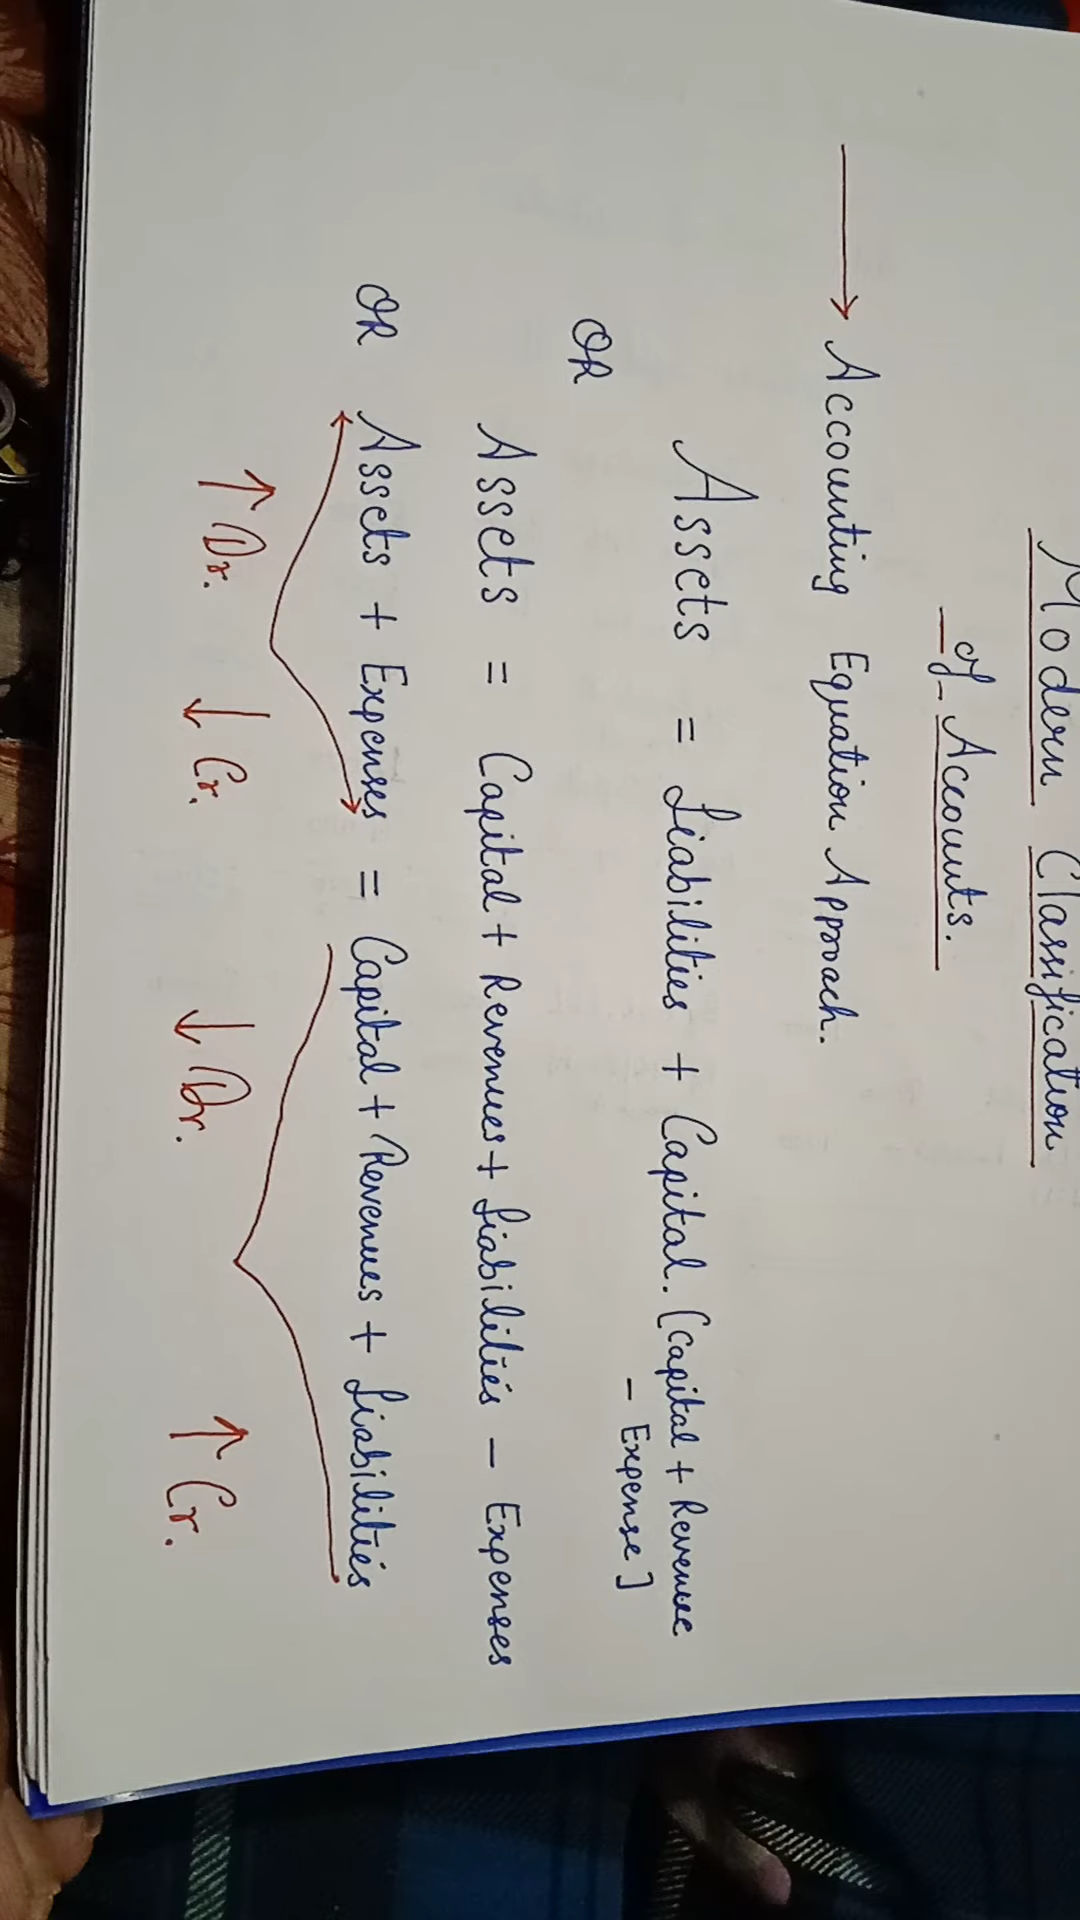 Modern Classification
of Accounts.
→ Accounting Equation Approach.
Assets = Liabilities + Capital. [Capital + Revenue
- Expense]
OR
Assets = Capital + Revenues + Liabilities - Expenses
OR Assets + Expenses = Capital + Revenues + Liabilities
↑ Dr. ↓ Cr. ↓ Dr. ↑ Cr.